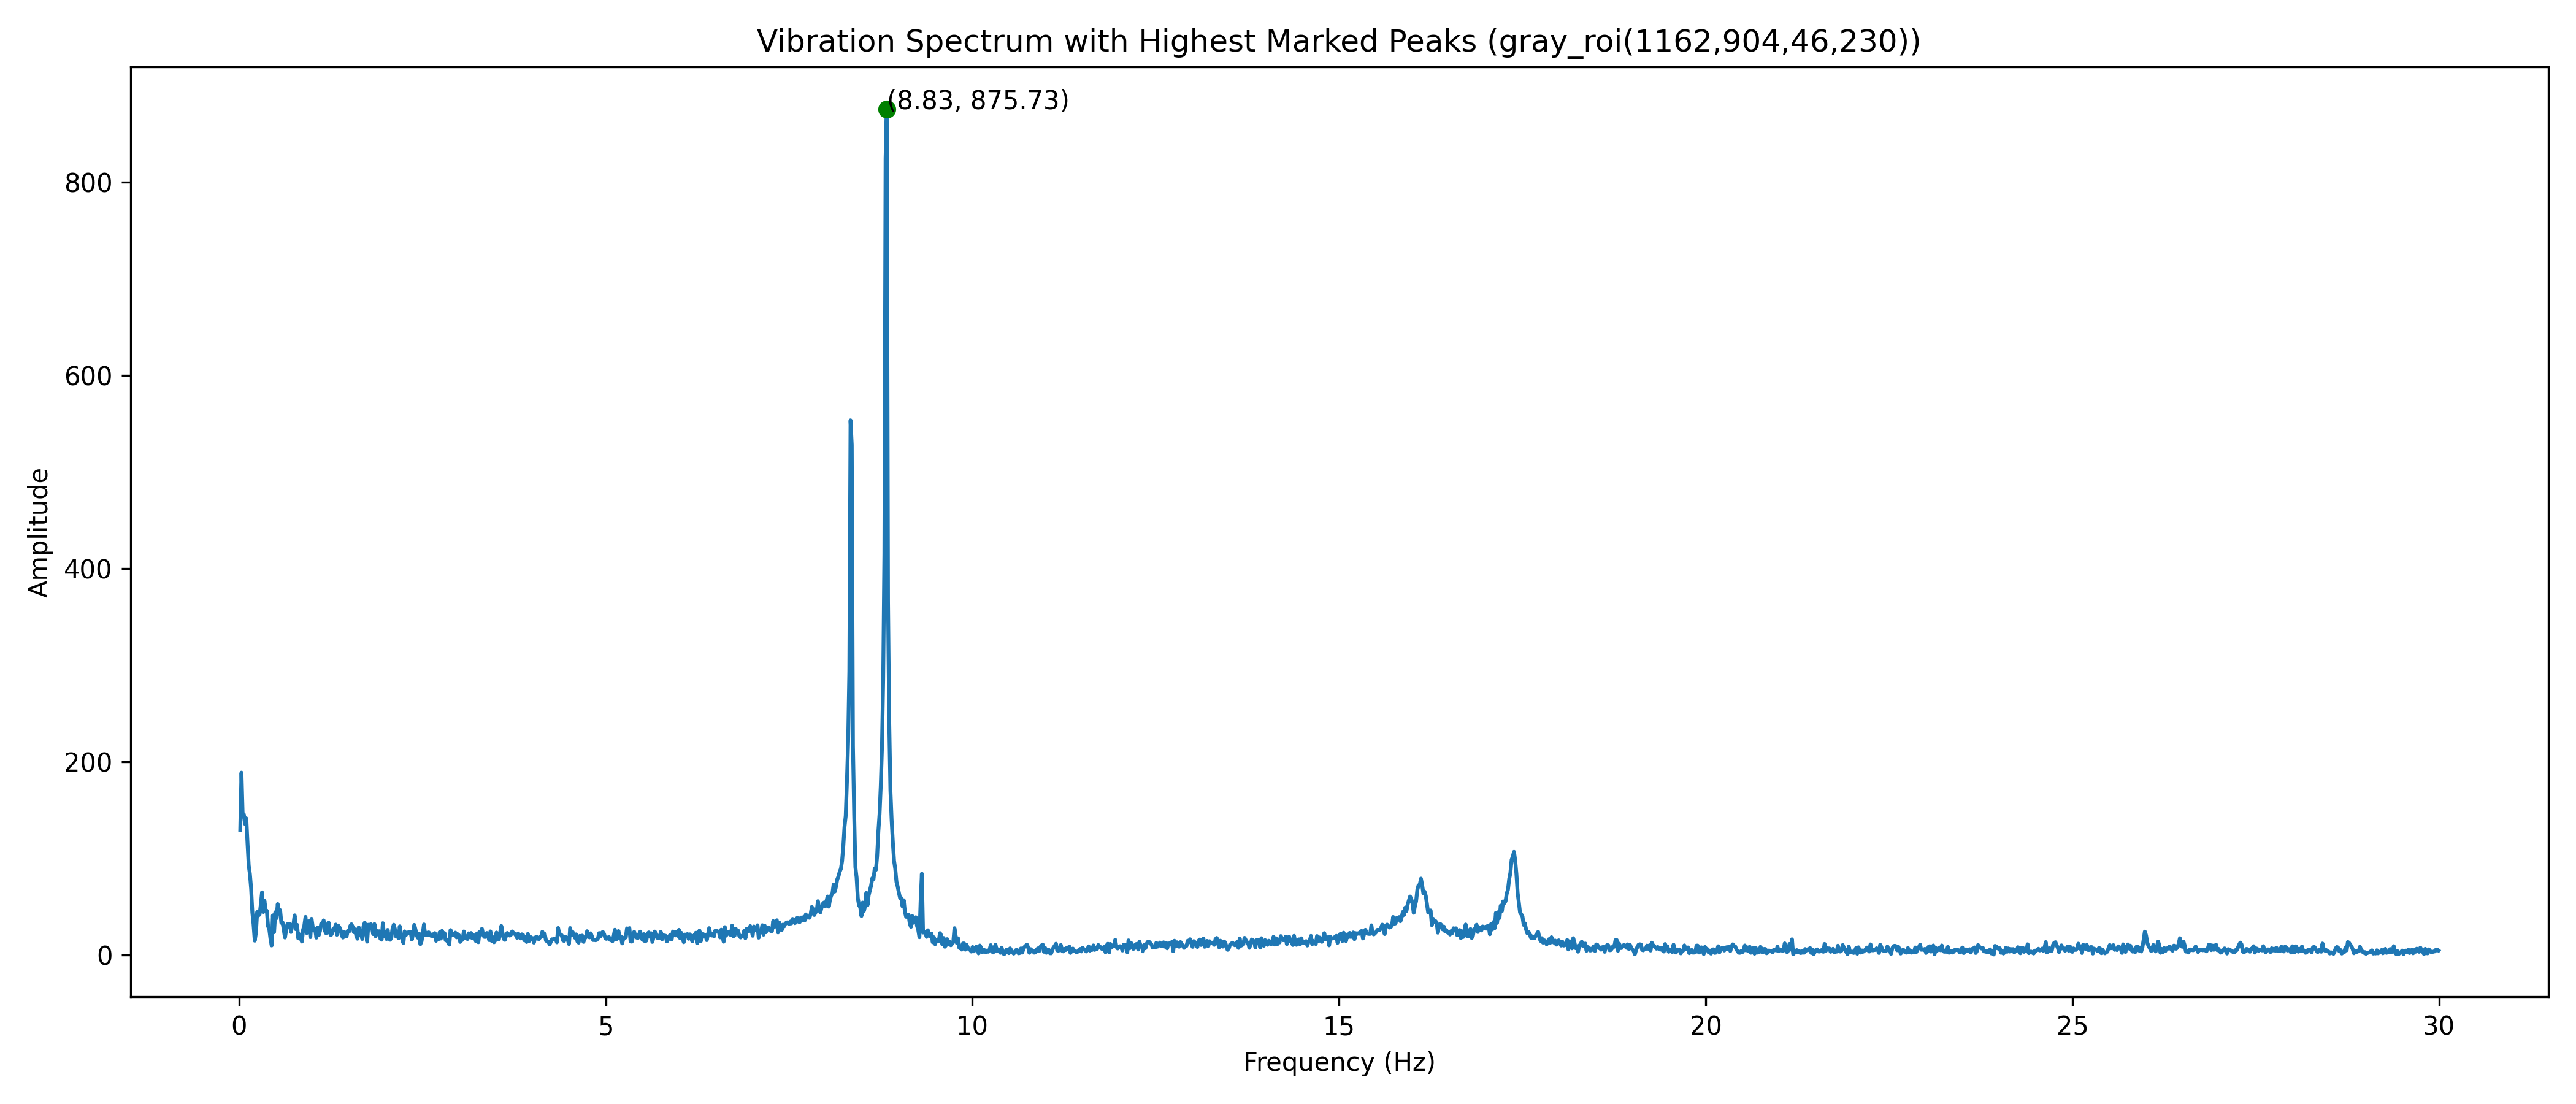 Vibration Spectrum with Highest Marked Peaks (gray_roi(1162,904,46,230))
(8.83, 875.73)
800
600
400
200
0
Amplitude
0 5 10 15 20 25 30
Frequency (Hz)